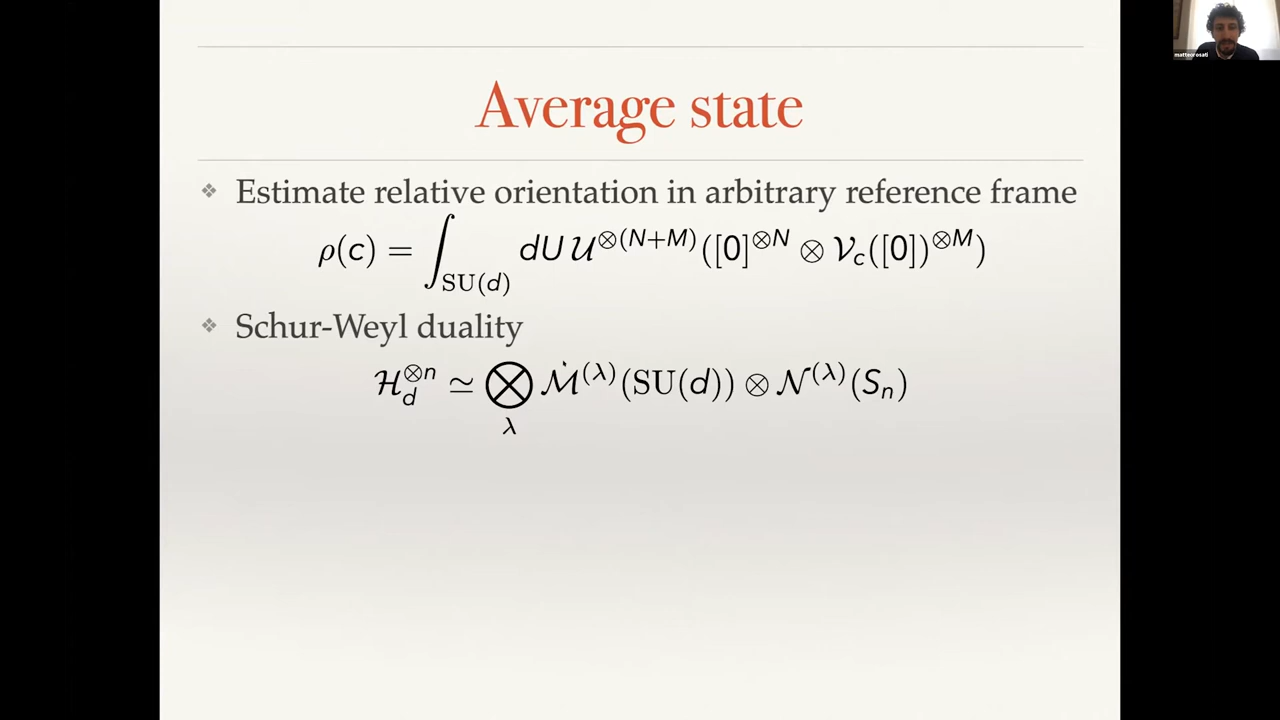 Average state
❖ Estimate relative orientation in arbitrary reference frame
ρ(c) = ∫_{SU(d)} dU 𝒰^{⊗(N+M)}([0]^{⊗N} ⊗ 𝒱_c([0])^{⊗M})
❖ Schur-Weyl duality
ℋ_d^{⊗n} ≃ ⨂_λ ℳ^{(λ)}(SU(d)) ⊗ 𝒩^{(λ)}(S_n)
matteorosati